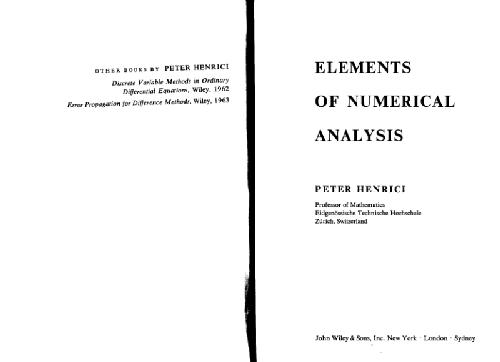 OTHER BOOKS BY PETER HENRICI
Discrete Variable Methods in Ordinary
Differential Equations, Wiley, 1962
Error Propagation for Difference Methods, Wiley, 1963
ELEMENTS
OF NUMERICAL
ANALYSIS
PETER HENRICI
Professor of Mathematics
Eidgenössische Technische Hochschule
Zürich, Switzerland
John Wiley & Sons, Inc. New York · London · Sydney